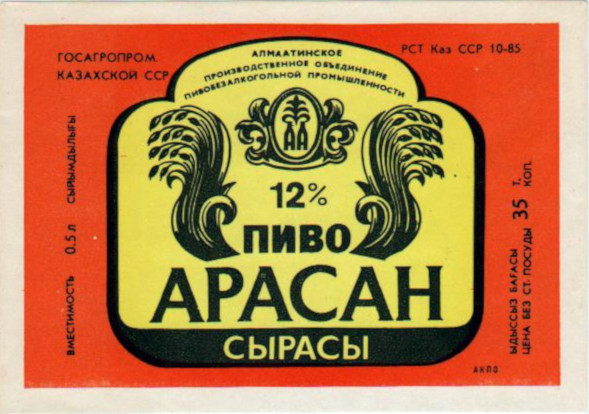 ГОСАГРОПРОМ
КАЗАХСКОЙ ССР
АЛМААТИНСКОЕ
ПРОИЗВОДСТВЕННОЕ ОБЪЕДИНЕНИЕ
ПИВОБЕЗАЛКОГОЛЬНОЙ ПРОМЫШЛЕННОСТИ
РСТ Каз ССР 10-85
АА
12%
ПИВО
АРАСАН
СЫРАСЫ
ВМЕСТИМОСТЬ 0.5 л СЫЙЫМДЫЛЫҒЫ
ЫДЫССЫЗ БАҒАСЫ 35 Т.
ЦЕНА БЕЗ СТ. ПОСУДЫ КОП.
АКПО